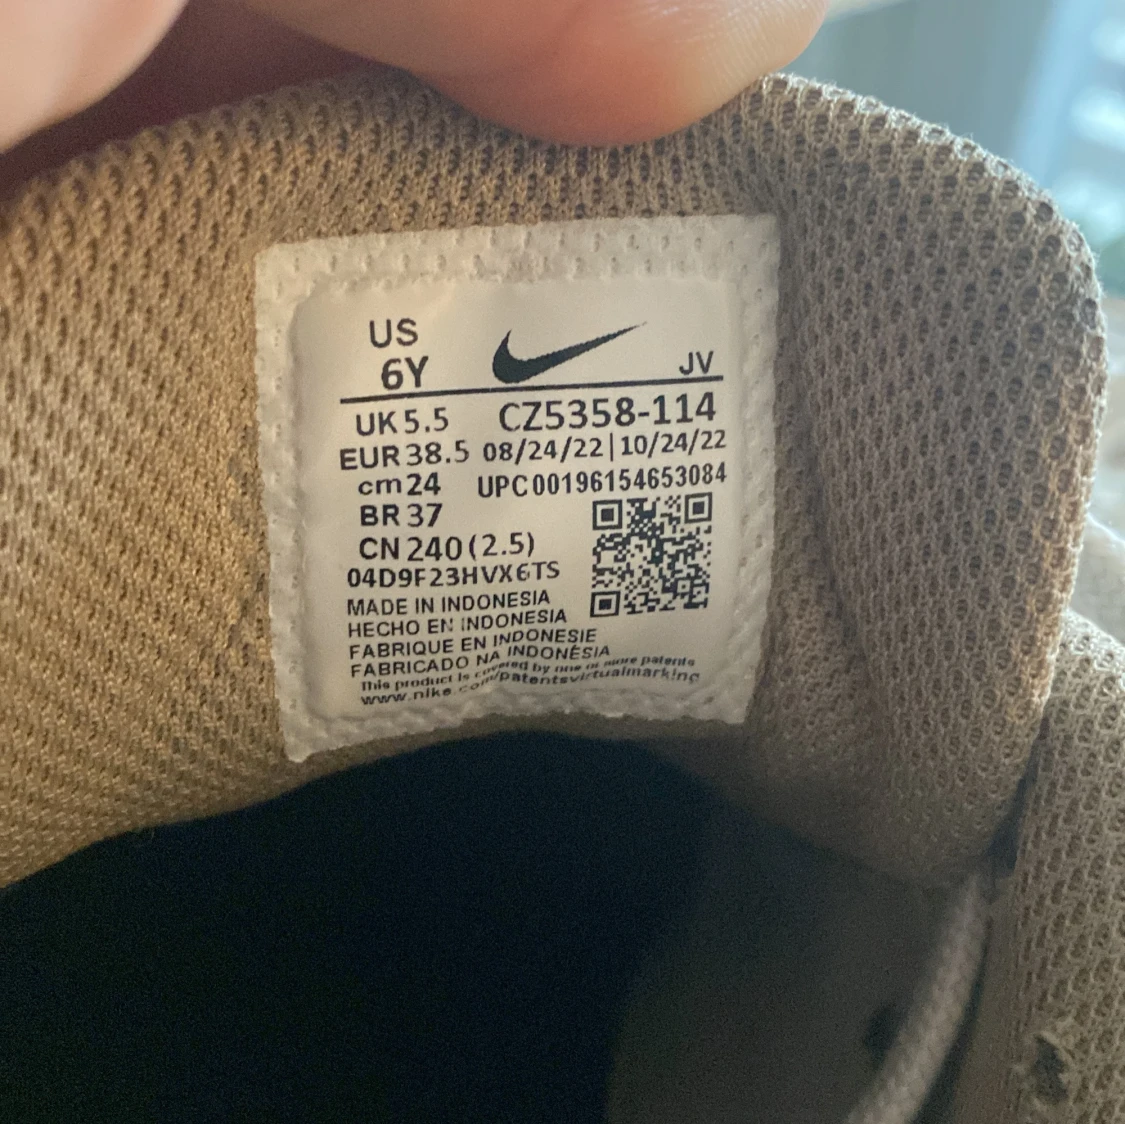 US
6Y JV
UK 5.5 CZ5358-114
EUR 38.5 08/24/22|10/24/22
cm 24 UPC 00196154653084
BR 37
CN 240 (2.5)
04D9F23HVX6TS
MADE IN INDONESIA
HECHO EN INDONESIA
FABRIQUE EN INDONESIE
FABRICADO NA INDONÉSIA
This product is covered by one or more patents
www.nike.com/patentsvirtualmarking